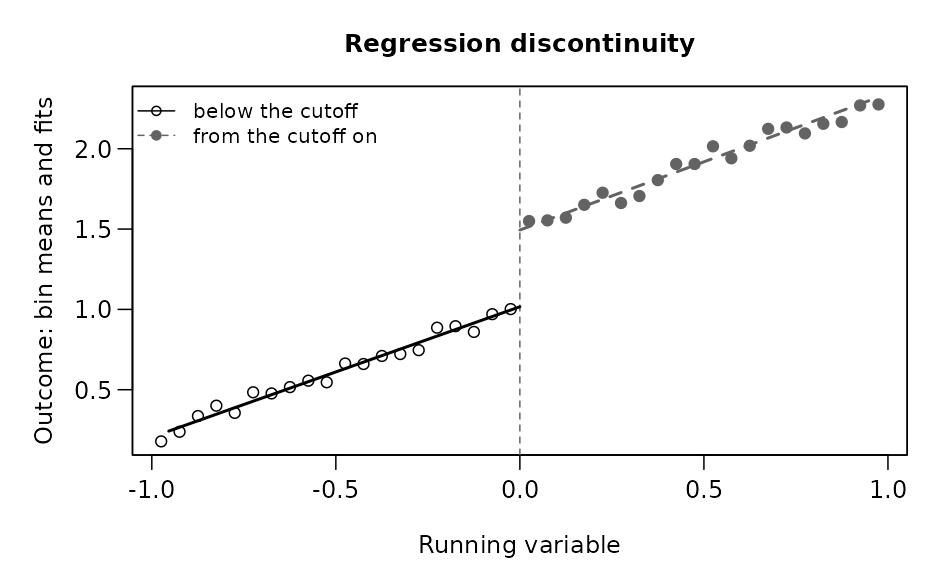 Regression discontinuity
below the cutoff
from the cutoff on
Outcome: bin means and fits
2.0
1.5
1.0
0.5
-1.0 -0.5 0.0 0.5 1.0
Running variable